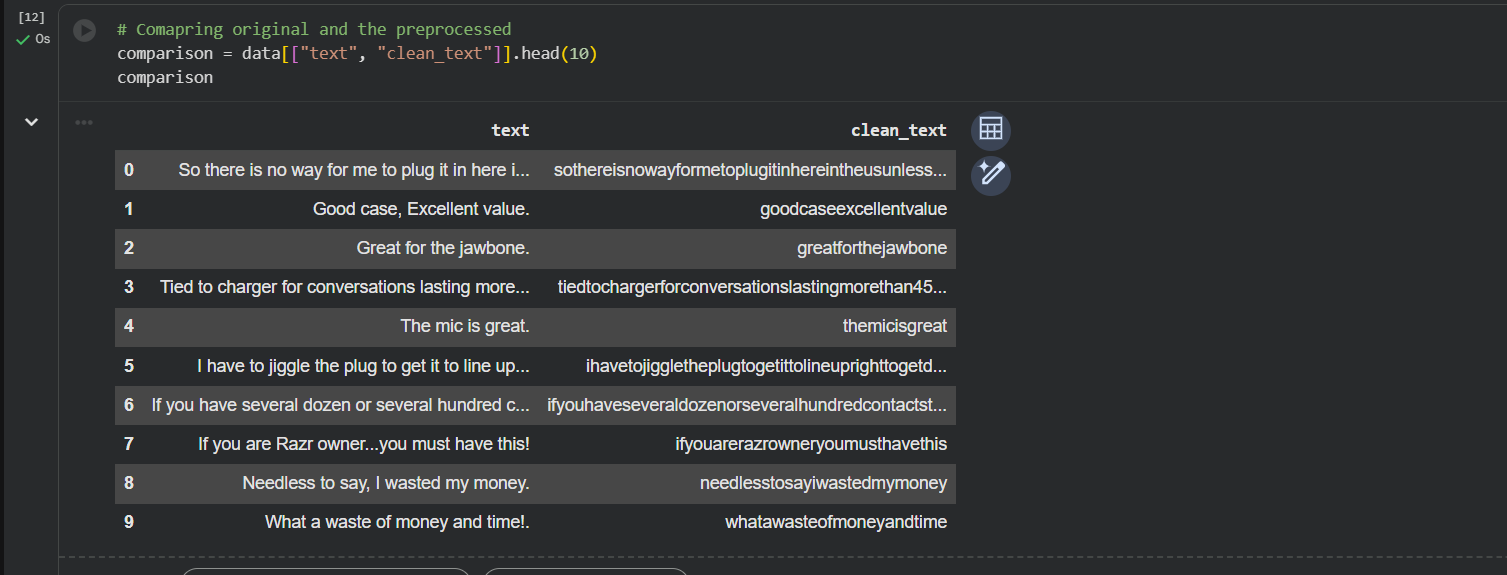 [12]
0s
# Comapring original and the preprocessed
comparison = data[["text", "clean_text"]].head(10)
comparison
text clean_text
0 So there is no way for me to plug it in here i... sothereisnowayformetoplugitinhereintheusunless...
1 Good case, Excellent value. goodcaseexcellentvalue
2 Great for the jawbone. greatforthejawbone
3 Tied to charger for conversations lasting more... tiedtochargerforconversationslastingmorethan45...
4 The mic is great. themicisgreat
5 I have to jiggle the plug to get it to line up... ihavetojiggletheplugtogetittolineuprighttogetd...
6 If you have several dozen or several hundred c... ifyouhaveseveraldozenorseveralhundredcontactst...
7 If you are Razr owner...you must have this! ifyouarerazrowneryoumusthavethis
8 Needless to say, I wasted my money. needlesstosayiwastedmymoney
9 What a waste of money and time!. whatawasteofmoneyandtime